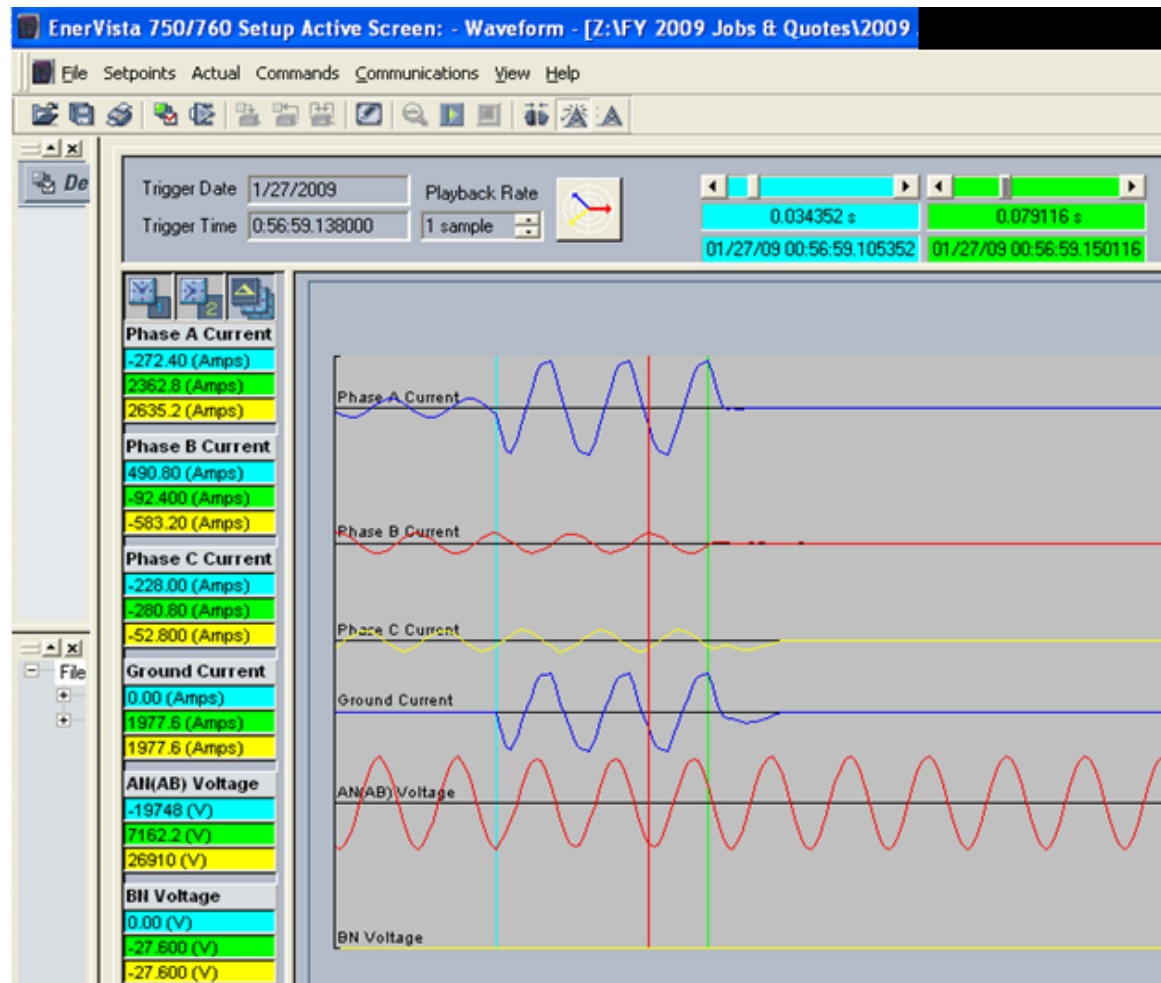 EnerVista 750/760 Setup Active Screen: - Waveform - [Z:\FY 2009 Jobs & Quotes\2009
File Setpoints Actual Commands Communications View Help
De
Trigger Date 1/27/2009
Trigger Time 0:56:59.138000
Playback Rate
1 sample
0.034352 s
01/27/09 00:56:59.105352
0.079116 s
01/27/09 00:56:59.150116
1
2
Phase A Current
-272.40 (Amps)
2362.8 (Amps)
2635.2 (Amps)
Phase B Current
490.80 (Amps)
-92.400 (Amps)
-583.20 (Amps)
Phase C Current
-228.00 (Amps)
-280.80 (Amps)
-52.800 (Amps)
Ground Current
0.00 (Amps)
1977.6 (Amps)
1977.6 (Amps)
AN(AB) Voltage
-19748 (V)
7162.2 (V)
26910 (V)
BN Voltage
0.00 (V)
-27.600 (V)
-27.600 (V)
File
Phase A Current
Phase B Current
Phase C Current
Ground Current
AN(AB) Voltage
BN Voltage